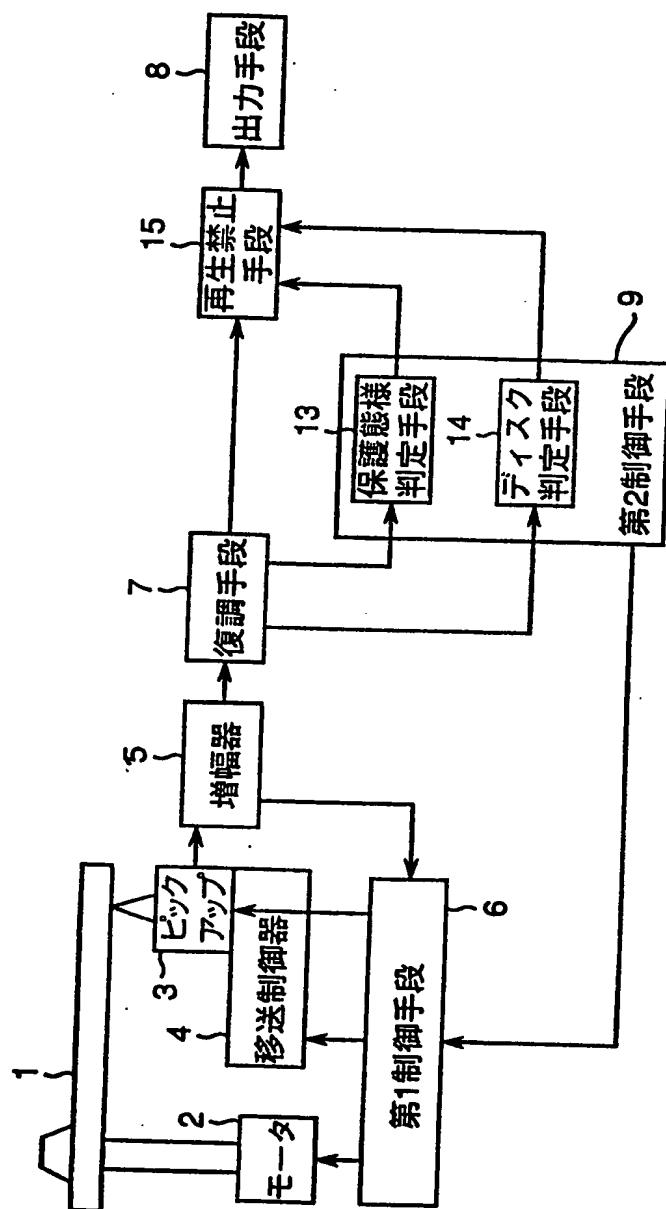 1
2
モータ
3
ピック
アップ
4
移送制御器
5
増幅器
6
第1制御手段
7
復調手段
13
保護態様
判定手段
14
ディスク
判定手段
第2制御手段
9
15
再生禁止
手段
8
出力手段